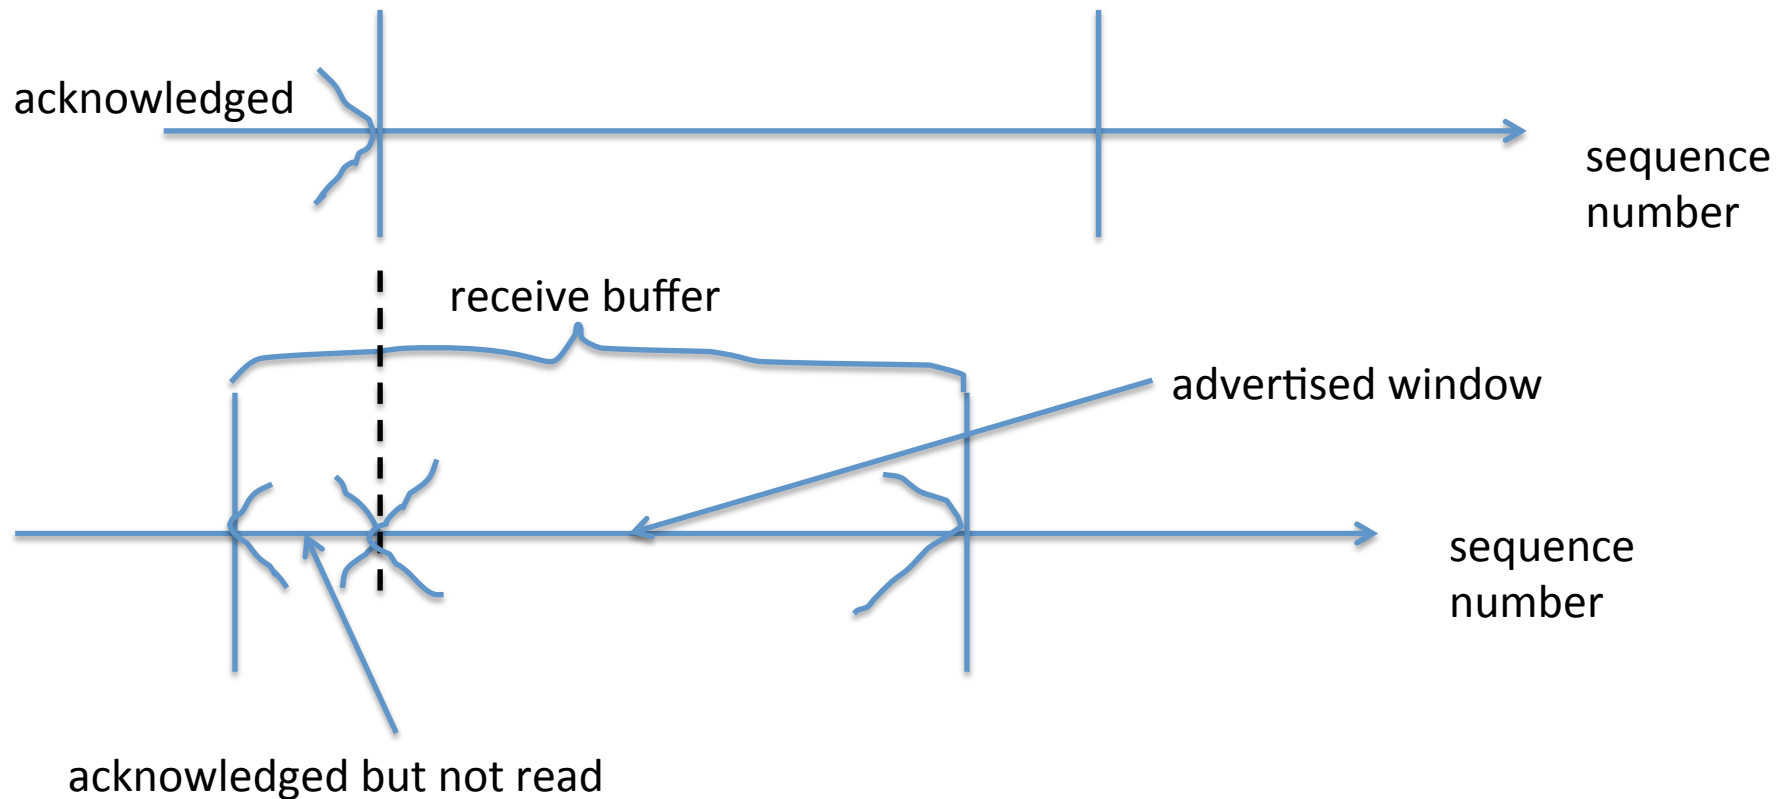 acknowledged
sequence
number
receive buffer
advertised window
sequence
number
acknowledged but not read